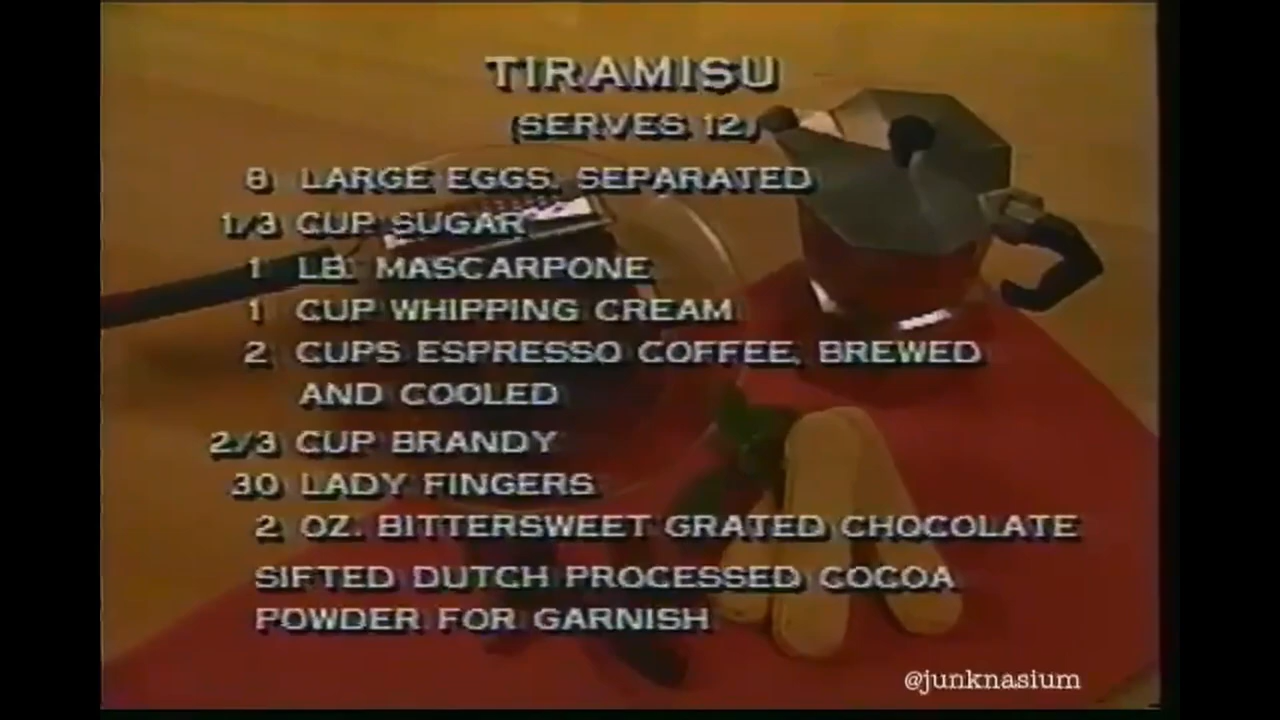 TIRAMISU
(SERVES 12)
8 LARGE EGGS, SEPARATED
1/3 CUP SUGAR
1 LB. MASCARPONE
1 CUP WHIPPING CREAM
2 CUPS ESPRESSO COFFEE, BREWED
AND COOLED
2/3 CUP BRANDY
30 LADY FINGERS
2 OZ. BITTERSWEET GRATED CHOCOLATE
SIFTED DUTCH PROCESSED COCOA
POWDER FOR GARNISH
@junknasium